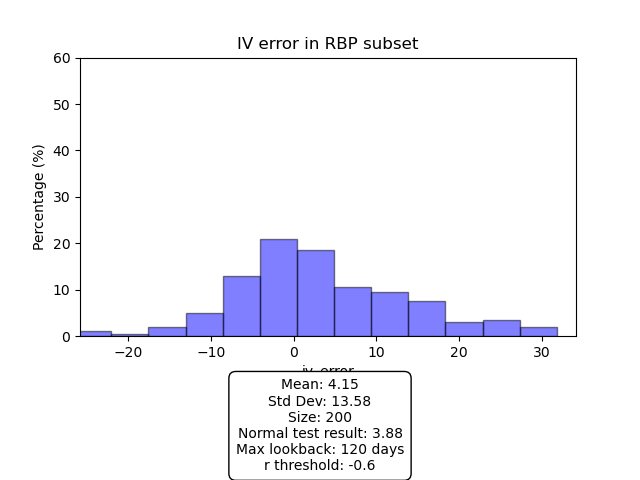 IV error in RBP subset
60
50
40
30
20
10
0
Percentage (%)
−20
−10
0
10
20
30
iv_error
Mean: 4.15
Std Dev: 13.58
Size: 200
Normal test result: 3.88
Max lookback: 120 days
r threshold: -0.6